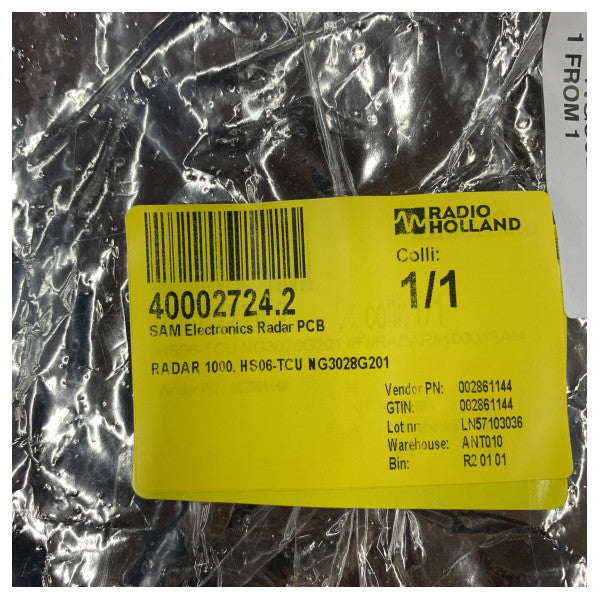 1 FROM 1
RADIO
HOLLAND
Colli:
1/1
40002724.2
SAM Electronics Radar PCB
RADAR 1000, HS06-TCU NG3028G201
Vendor PN: 002861144
GTIN: 002861144
Lot nr: LN57103036
Warehouse: ANT010
Bin: R2 01 01